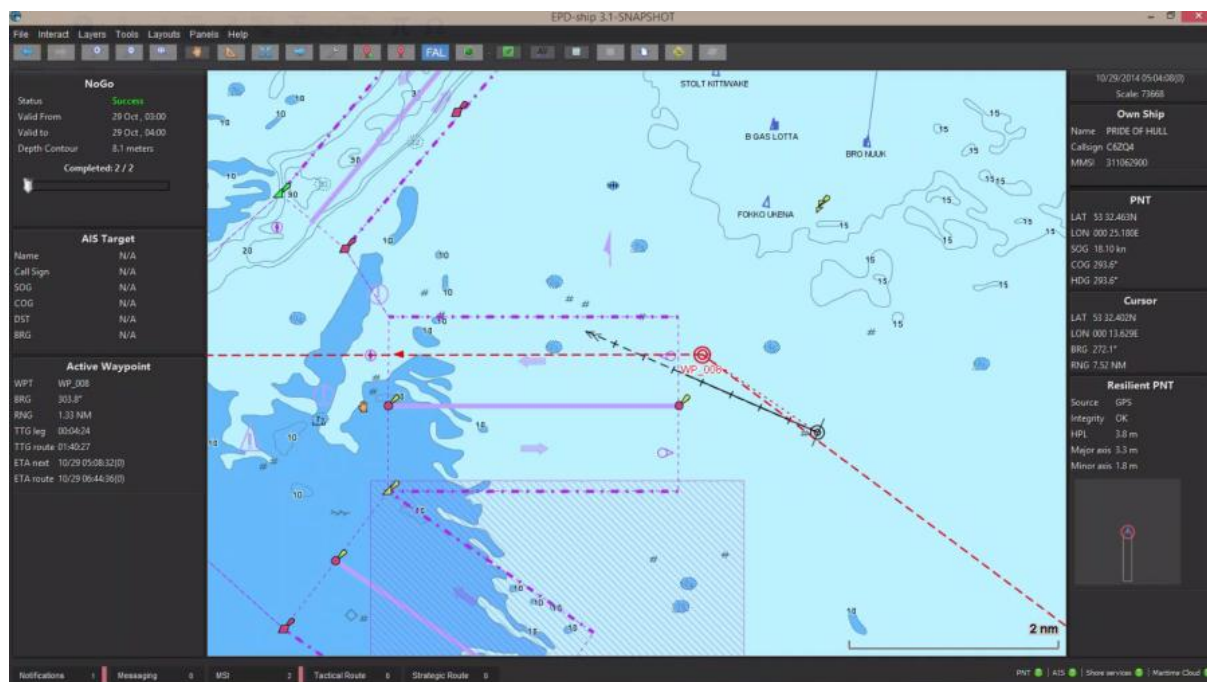 EPD-ship 3.1-SNAPSHOT
File Interact Layers Tools Layouts Panels Help
FAL
NoGo
Status Success
Valid From 29 Oct , 03:00
Valid to 29 Oct , 04:00
Depth Contour 8.1 meters
Completed: 2 / 2
AIS Target
Name N/A
Call Sign N/A
SOG N/A
COG N/A
DST N/A
BRG N/A
Active Waypoint
WPT WP_008
BRG 303.8°
RNG 1.33 NM
TTG leg 00:04:24
TTG route 01:40:27
ETA next 10/29 05:08:32(0)
ETA route 10/29 06:44:36(0)
STOLT KITTIWAKE
B GAS LOTTA
BRO NUUK
FOKKO UKENA
WP_008
2 nm
10/29/2014 05:04:08(0)
Scale: 73668
Own Ship
Name PRIDE OF HULL
Callsign C6ZQ4
MMSI 311062900
PNT
LAT 53 32.463N
LON 000 25.180E
SOG 18.10 kn
COG 293.6°
HDG 293.6°
Cursor
LAT 53 32.402N
LON 000 13.629E
BRG 272.1°
RNG 7.52 NM
Resilient PNT
Source GPS
Integrity OK
HPL 3.8 m
Major axis 3.3 m
Minor axis 1.8 m
Notifications 1 Messaging 0 MSI 2 Tactical Route 0 Strategic Route 0
PNT AIS Shore services Maritime Cloud